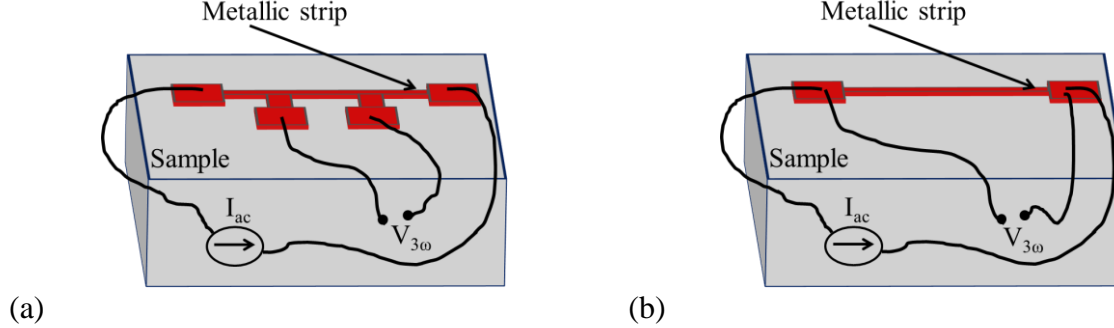 Metallic strip
Sample
I_ac
V_3ω
(a)
Metallic strip
Sample
I_ac
V_3ω
(b)